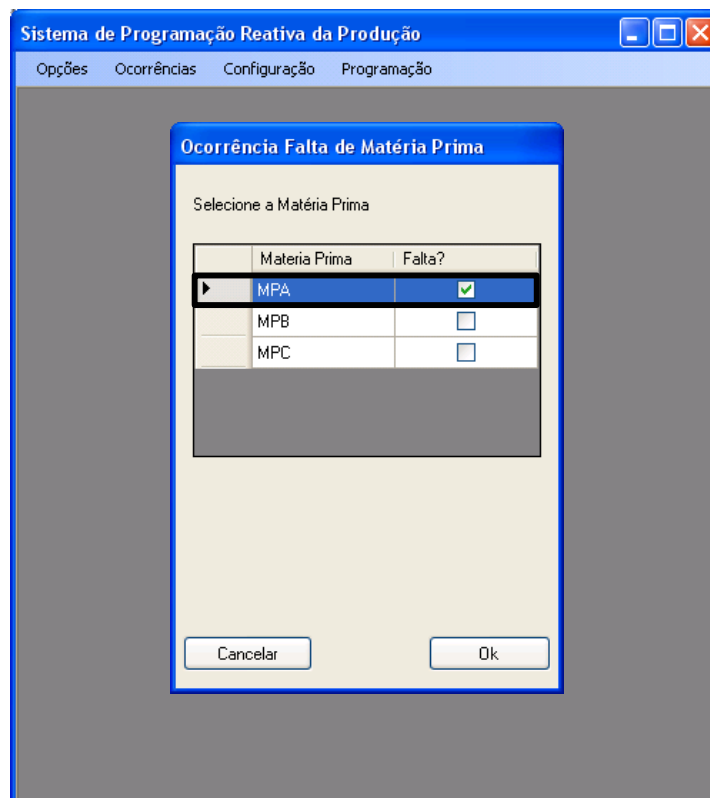 Sistema de Programação Reativa da Produção
Opções Ocorrências Configuração Programação
Ocorrência Falta de Matéria Prima
Selecione a Matéria Prima
Materia Prima Falta?
MPA
MPB
MPC
Cancelar Ok